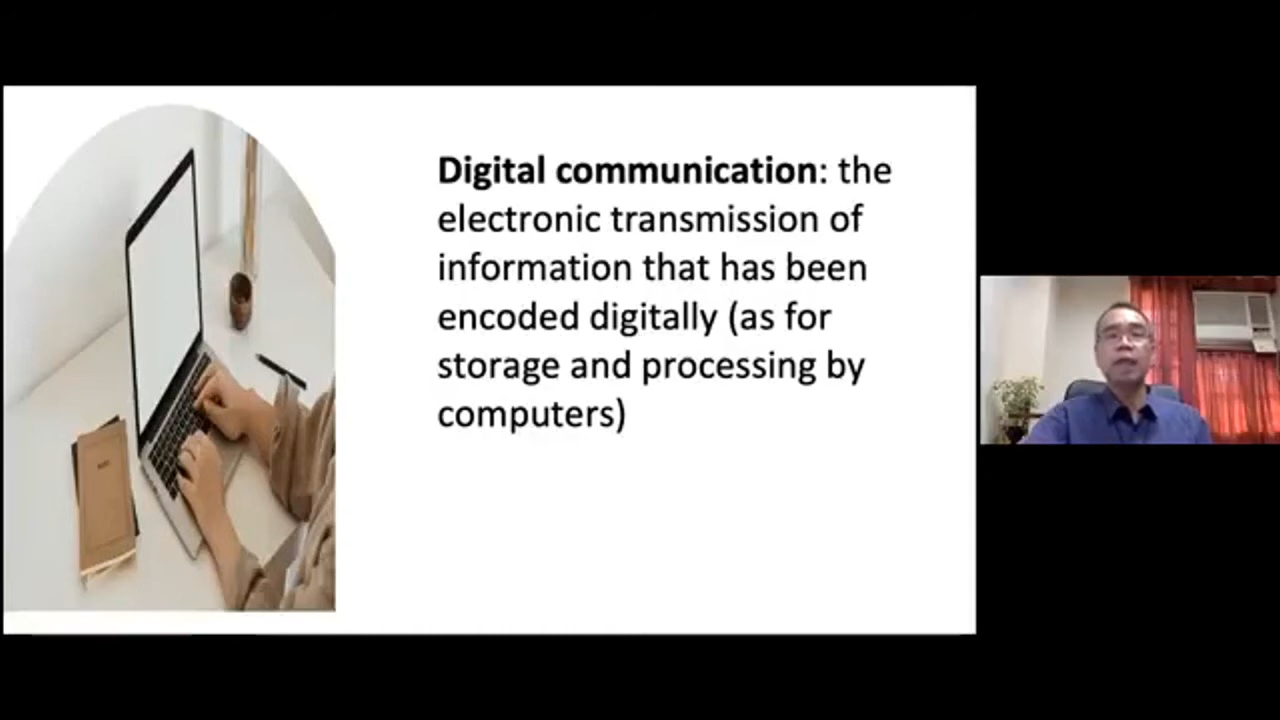 Digital communication: the
electronic transmission of
information that has been
encoded digitally (as for
storage and processing by
computers)